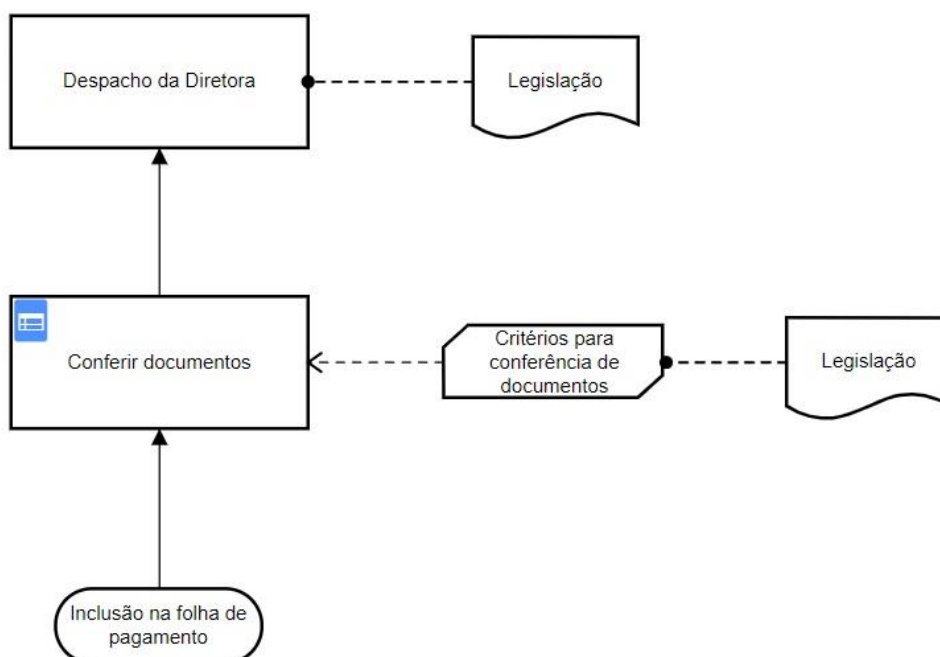 Despacho da Diretora
Legislação
Conferir documentos
Critérios para
conferência de
documentos
Legislação
Inclusão na folha de
pagamento